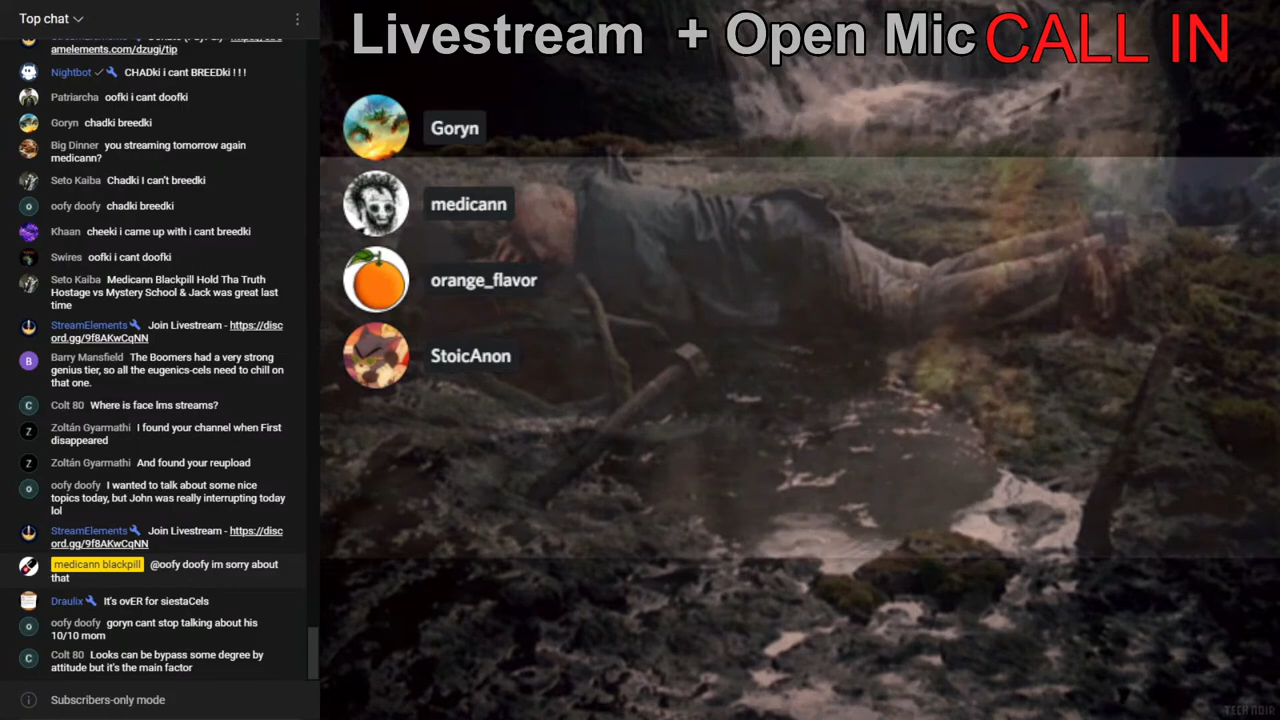 Top chat
amelements.com/dzugi/tip
Nightbot CHADki i cant BREEDki ! ! !
Patriarcha oofki i cant doofki
Goryn chadki breedki
Big Dinner you streaming tomorrow again
medicann?
Seto Kaiba Chadki I can't breedki
oofy doofy chadki breedki
Khaan cheeki i came up with i cant breedki
Swires oofki i cant doofki
Seto Kaiba Medicann Blackpill Hold Tha Truth
Hostage vs Mystery School & Jack was great last
time
StreamElements Join Livestream - https://disc
ord.gg/9f8AKwCqNN
Barry Mansfield The Boomers had a very strong
genius tier, so all the eugenics-cels need to chill on
that one.
Colt 80 Where is face lms streams?
Zoltán Gyarmathi I found your channel when First
disappeared
Zoltán Gyarmathi And found your reupload
oofy doofy I wanted to talk about some nice
topics today, but John was really interrupting today
lol
StreamElements Join Livestream - https://disc
ord.gg/9f8AKwCqNN
medicann blackpill @oofy doofy im sorry about
that
Draulix It's ovER for siestaCels
oofy doofy goryn cant stop talking about his
10/10 mom
Colt 80 Looks can be bypass some degree by
attitude but it's the main factor
Subscribers-only mode
Livestream + Open Mic CALL IN
Goryn
medicann
orange_flavor
StoicAnon
TECH NOIR